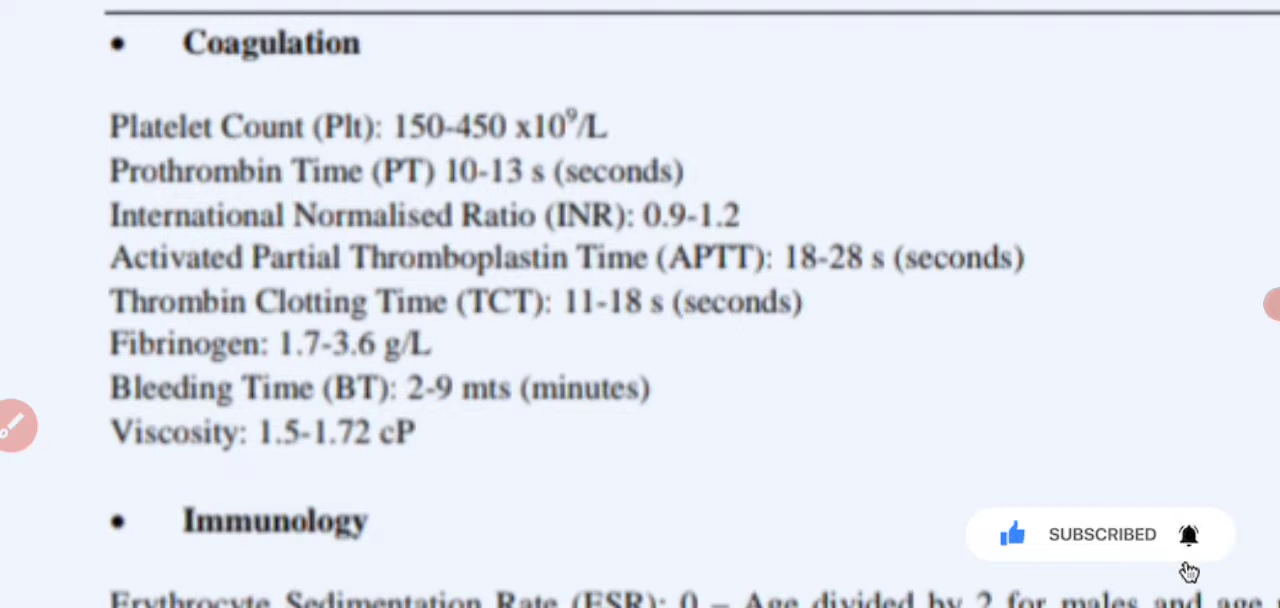 • Coagulation
Platelet Count (Plt): 150-450 x10⁹/L
Prothrombin Time (PT) 10-13 s (seconds)
International Normalised Ratio (INR): 0.9-1.2
Activated Partial Thromboplastin Time (APTT): 18-28 s (seconds)
Thrombin Clotting Time (TCT): 11-18 s (seconds)
Fibrinogen: 1.7-3.6 g/L
Bleeding Time (BT): 2-9 mts (minutes)
Viscosity: 1.5-1.72 cP
• Immunology
SUBSCRIBED
Erythrocyte Sedimentation Rate (ESR): 0 – Age divided by 2 for males and age